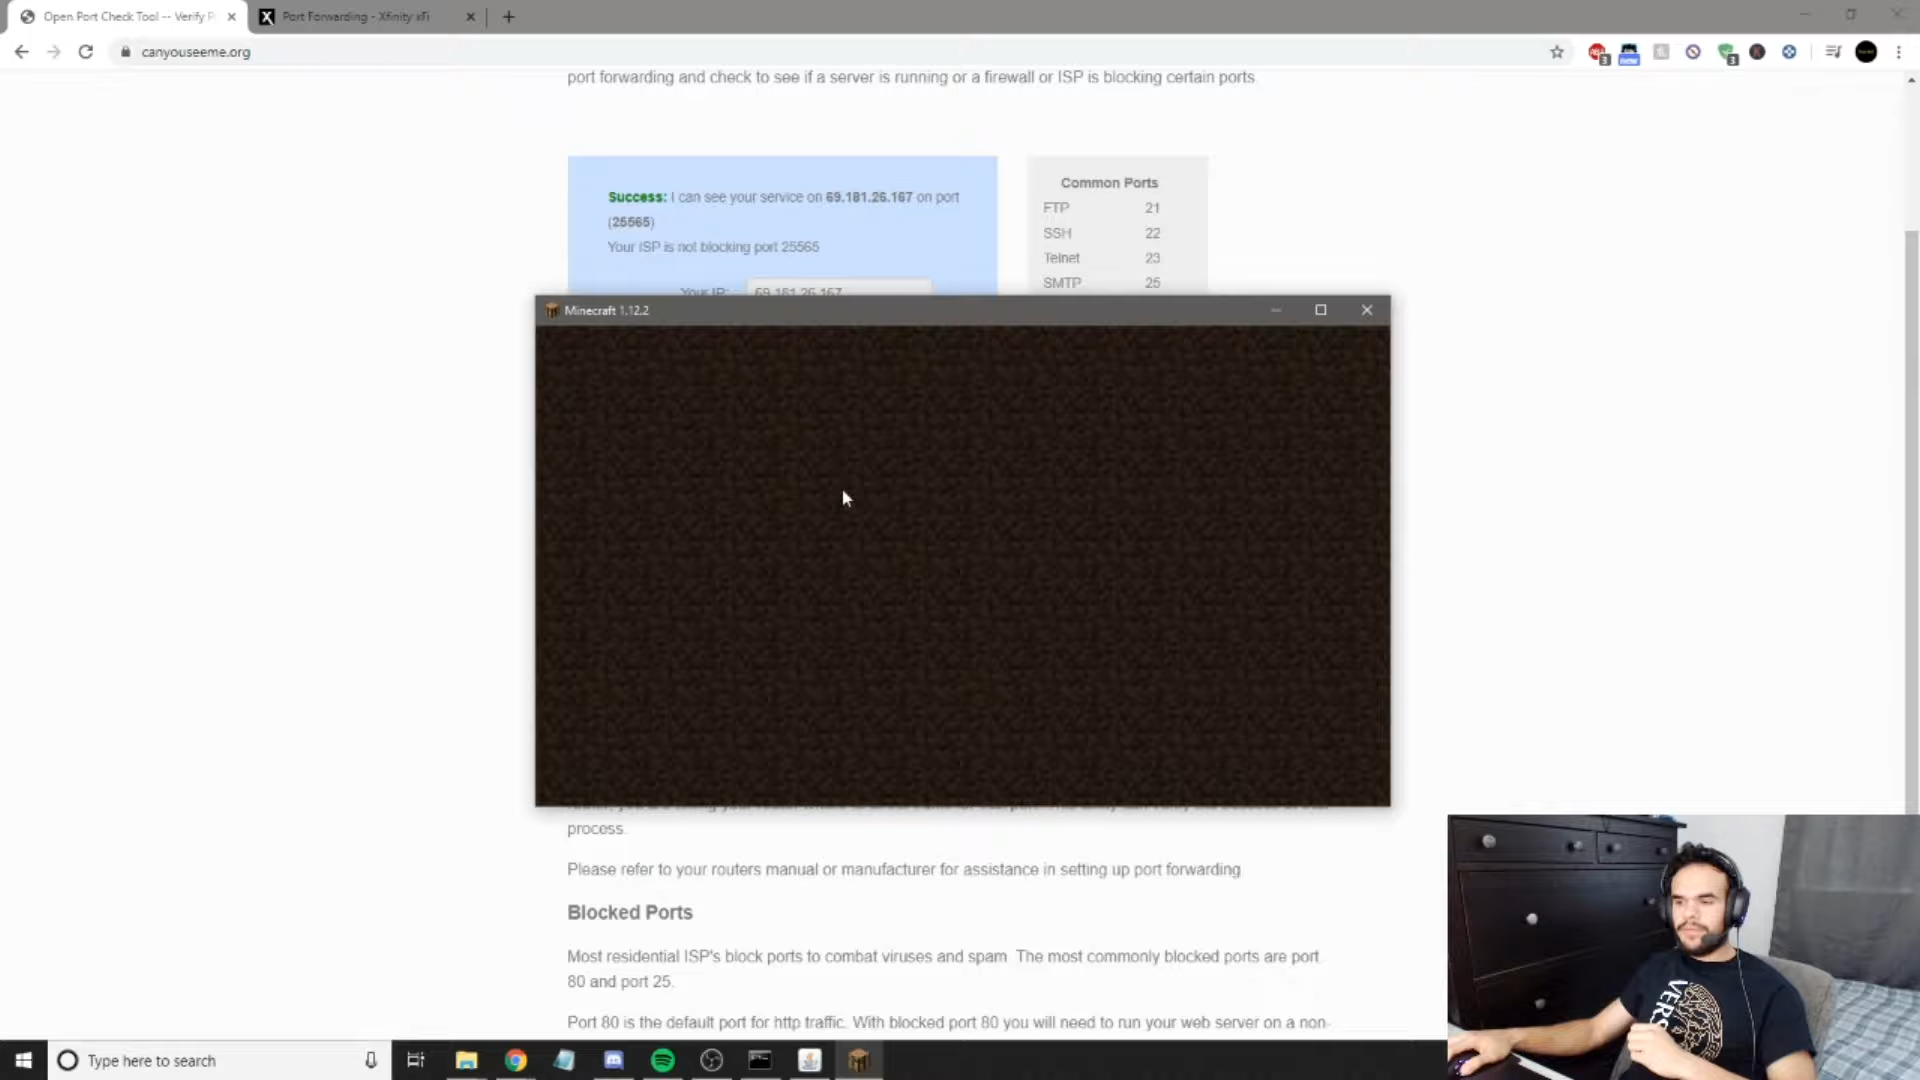 Open Port Check Tool -- Verify P
Port Forwarding - Xfinity xFi
canyouseeme.org
port forwarding and check to see if a server is running or a firewall or ISP is blocking certain ports.
Success: I can see your service on 69.181.26.167 on port
(25565)
Your ISP is not blocking port 25565
Your IP: 69.181.26.167
Common Ports
FTP 21
SSH 22
Telnet 23
SMTP 25
Minecraft 1.12.2
process.
Please refer to your routers manual or manufacturer for assistance in setting up port forwarding
Blocked Ports
Most residential ISP's block ports to combat viruses and spam. The most commonly blocked ports are port
80 and port 25.
Port 80 is the default port for http traffic. With blocked port 80 you will need to run your web server on a non-
Type here to search